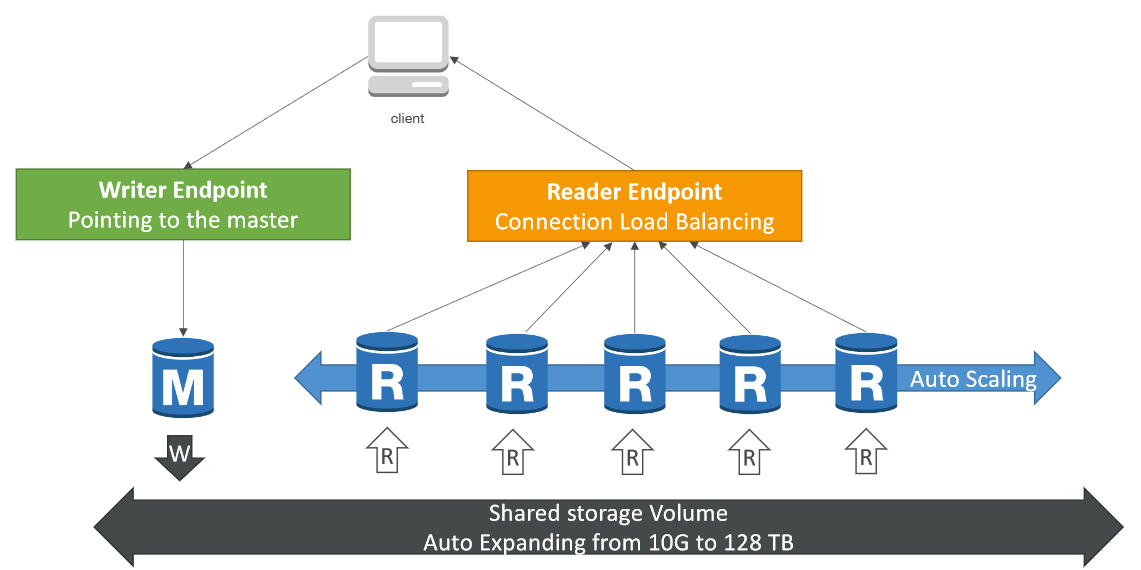 client
Writer Endpoint
Pointing to the master
Reader Endpoint
Connection Load Balancing
M
R
R
R
R
R
Auto Scaling
W
R
R
R
R
R
Shared storage Volume
Auto Expanding from 10G to 128 TB